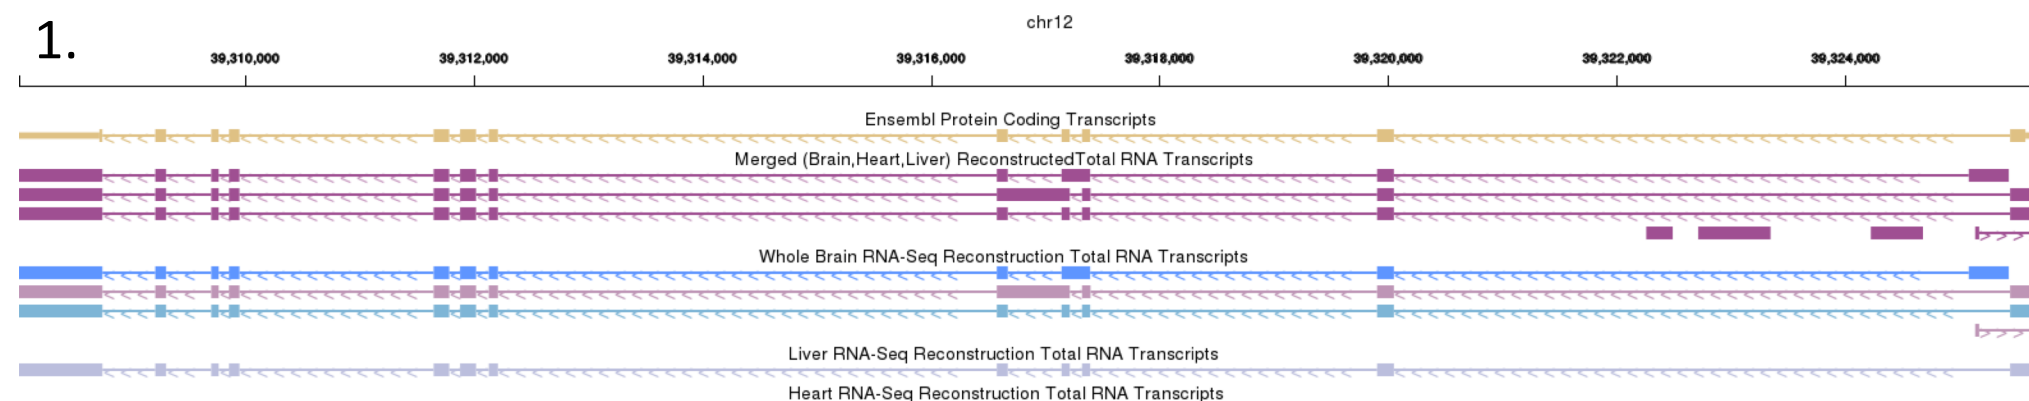 chr12
1.
39,310,000 39,312,000 39,314,000 39,316,000 39,318,000 39,320,000 39,322,000 39,324,000
Ensembl Protein Coding Transcripts
Merged (Brain,Heart,Liver) ReconstructedTotal RNA Transcripts
Whole Brain RNA-Seq Reconstruction Total RNA Transcripts
Liver RNA-Seq Reconstruction Total RNA Transcripts
Heart RNA-Seq Reconstruction Total RNA Transcripts